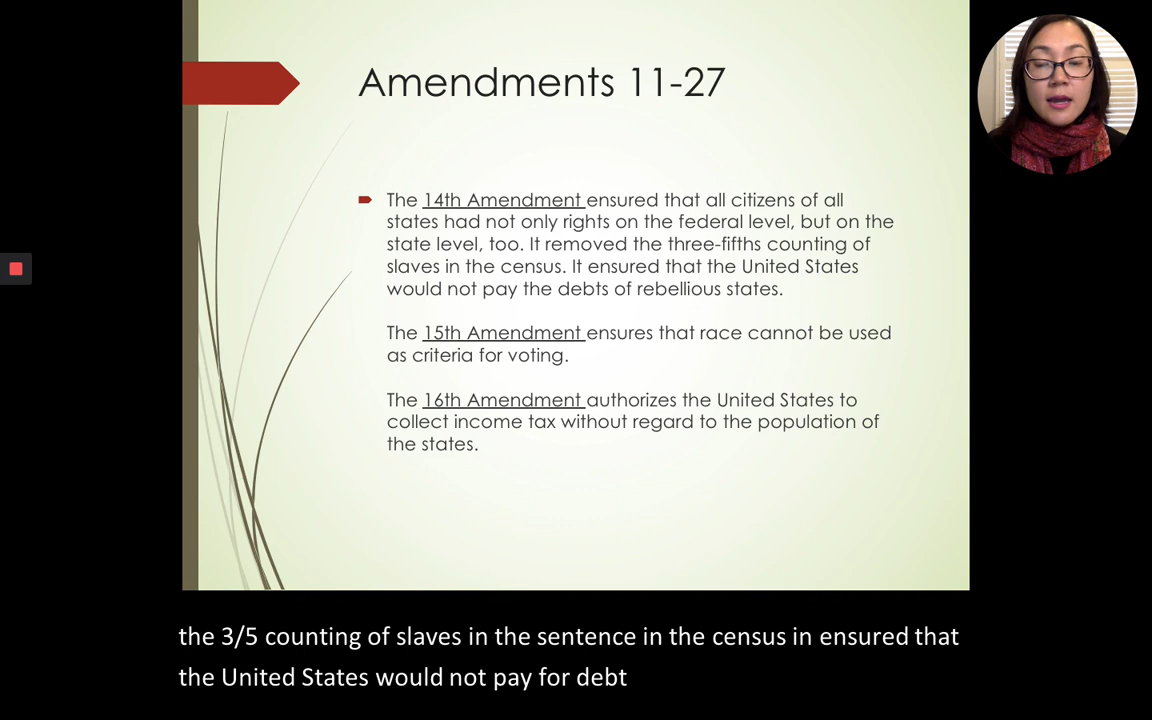 Amendments 11-27
The 14th Amendment ensured that all citizens of all
states had not only rights on the federal level, but on the
state level, too. It removed the three-fifths counting of
slaves in the census. It ensured that the United States
would not pay the debts of rebellious states.
The 15th Amendment ensures that race cannot be used
as criteria for voting.
The 16th Amendment authorizes the United States to
collect income tax without regard to the population of
the states.
the 3/5 counting of slaves in the sentence in the census in ensured that
the United States would not pay for debt